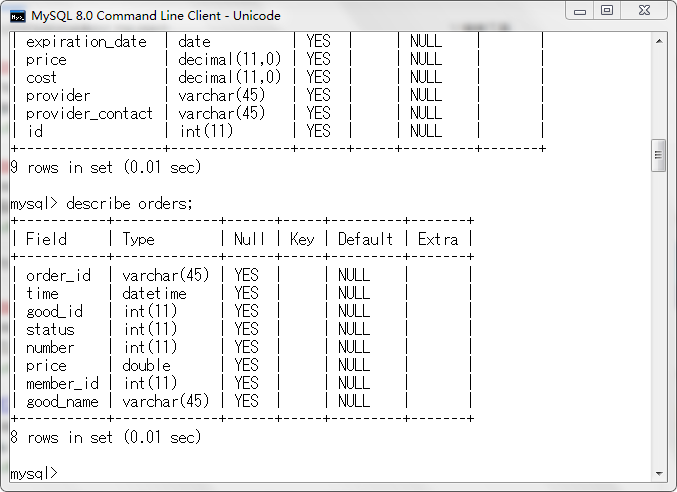 MySQL 8.0 Command Line Client - Unicode
| expiration_date  | date          | YES  |     | NULL    |       |
| price            | decimal(11,0) | YES  |     | NULL    |       |
| cost             | decimal(11,0) | YES  |     | NULL    |       |
| provider         | varchar(45)   | YES  |     | NULL    |       |
| provider_contact | varchar(45)   | YES  |     | NULL    |       |
| id               | int(11)       | YES  |     | NULL    |       |
+------------------+---------------+------+-----+---------+-------+
9 rows in set (0.01 sec)
mysql> describe orders;
+-----------+-------------+------+-----+---------+-------+
| Field     | Type        | Null | Key | Default | Extra |
+-----------+-------------+------+-----+---------+-------+
| order_id  | varchar(45) | YES  |     | NULL    |       |
| time      | datetime    | YES  |     | NULL    |       |
| good_id   | int(11)     | YES  |     | NULL    |       |
| status    | int(11)     | YES  |     | NULL    |       |
| number    | int(11)     | YES  |     | NULL    |       |
| price     | double      | YES  |     | NULL    |       |
| member_id | int(11)     | YES  |     | NULL    |       |
| good_name | varchar(45) | YES  |     | NULL    |       |
+-----------+-------------+------+-----+---------+-------+
8 rows in set (0.01 sec)
mysql>